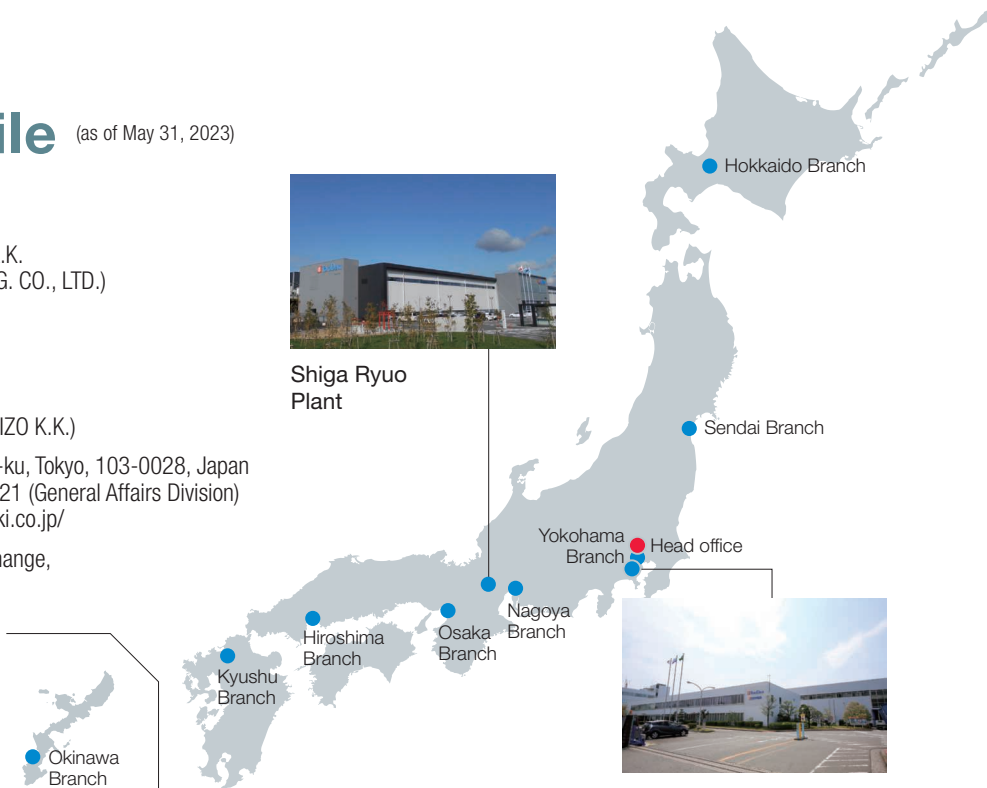 ile (as of May 31, 2023)
.K.
G. CO., LTD.)
IZO K.K.)
-ku, Tokyo, 103-0028, Japan
21 (General Affairs Division)
ki.co.jp/
hange,
Shiga Ryuo
Plant
Hokkaido Branch
Sendai Branch
Yokohama
Branch
Head office
Nagoya
Branch
Osaka
Branch
Hiroshima
Branch
Kyushu
Branch
Okinawa
Branch